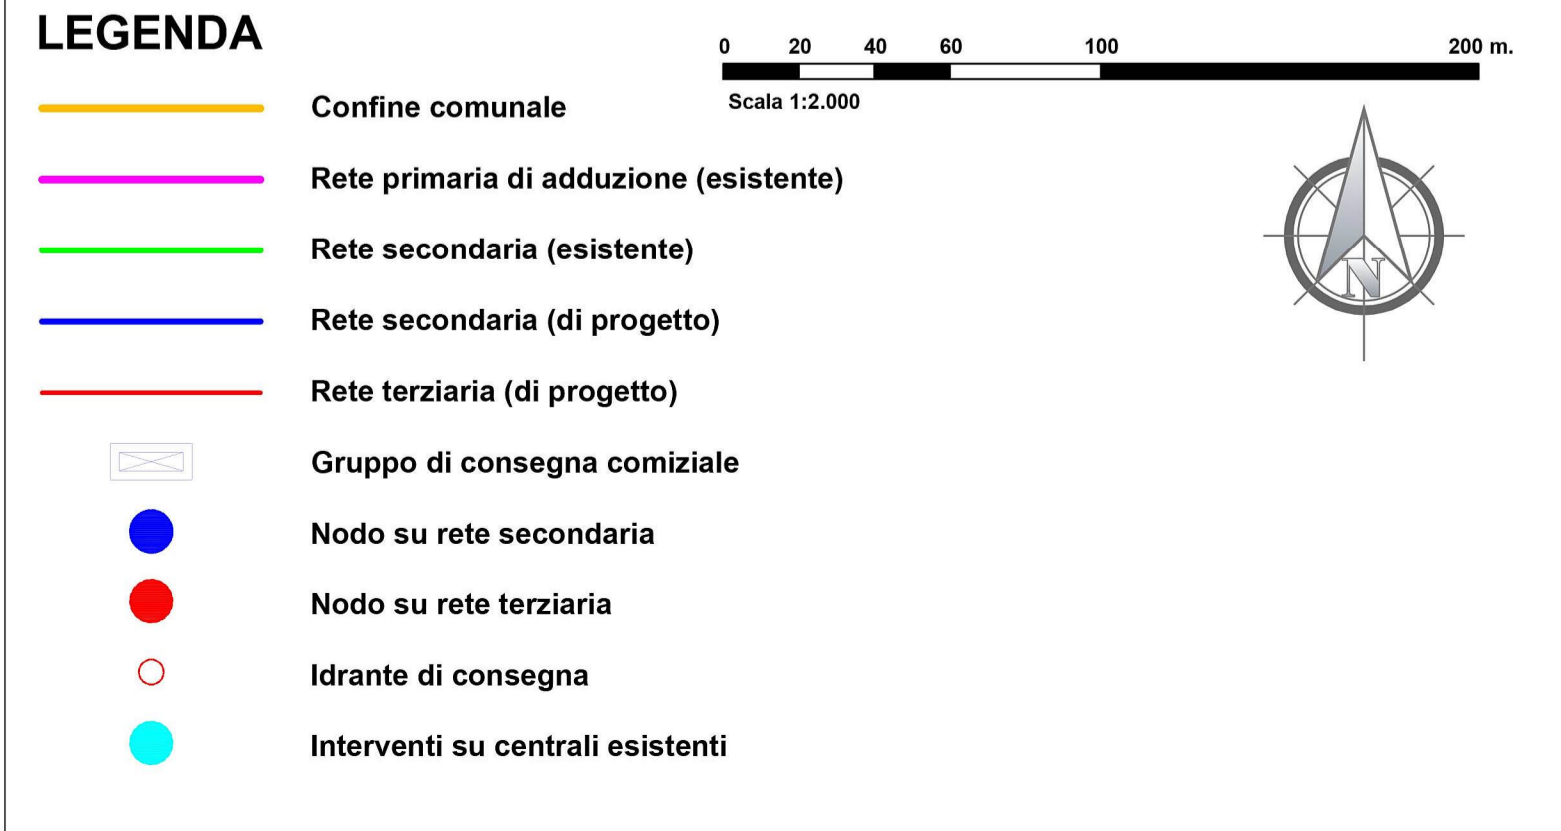 LEGENDA
0 20 40 60 100 200 m.
Scala 1:2.000
Confine comunale
Rete primaria di adduzione (esistente)
Rete secondaria (esistente)
Rete secondaria (di progetto)
Rete terziaria (di progetto)
Gruppo di consegna comiziale
Nodo su rete secondaria
Nodo su rete terziaria
Idrante di consegna
Interventi su centrali esistenti
N